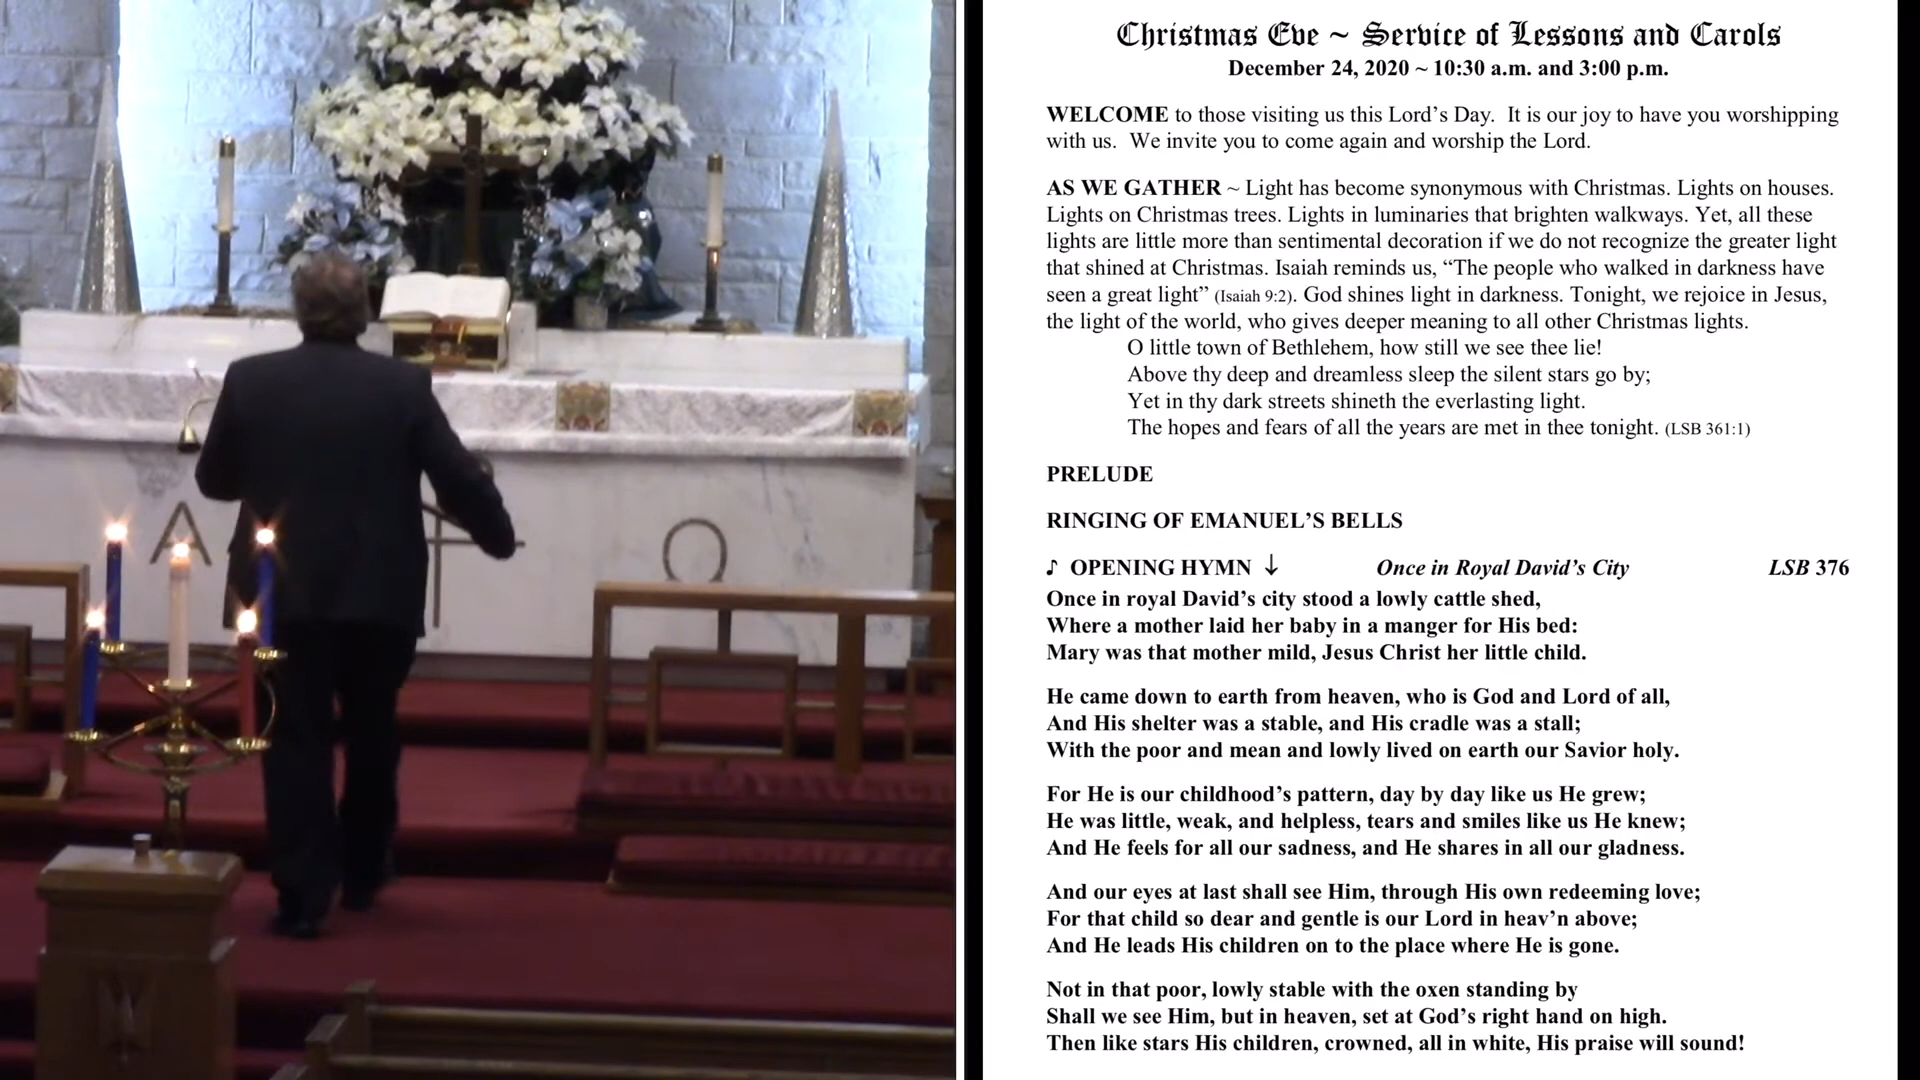 Christmas Eve ~ Service of Lessons and Carols
December 24, 2020 ~ 10:30 a.m. and 3:00 p.m.
WELCOME to those visiting us this Lord's Day. It is our joy to have you worshipping
with us. We invite you to come again and worship the Lord.
AS WE GATHER ~ Light has become synonymous with Christmas. Lights on houses.
Lights on Christmas trees. Lights in luminaries that brighten walkways. Yet, all these
lights are little more than sentimental decoration if we do not recognize the greater light
that shined at Christmas. Isaiah reminds us, “The people who walked in darkness have
seen a great light” (Isaiah 9:2). God shines light in darkness. Tonight, we rejoice in Jesus,
the light of the world, who gives deeper meaning to all other Christmas lights.
O little town of Bethlehem, how still we see thee lie!
Above thy deep and dreamless sleep the silent stars go by;
Yet in thy dark streets shineth the everlasting light.
The hopes and fears of all the years are met in thee tonight. (LSB 361:1)
PRELUDE
RINGING OF EMANUEL'S BELLS
♪ OPENING HYMN ↓ Once in Royal David's City LSB 376
Once in royal David's city stood a lowly cattle shed,
Where a mother laid her baby in a manger for His bed:
Mary was that mother mild, Jesus Christ her little child.
He came down to earth from heaven, who is God and Lord of all,
And His shelter was a stable, and His cradle was a stall;
With the poor and mean and lowly lived on earth our Savior holy.
For He is our childhood's pattern, day by day like us He grew;
He was little, weak, and helpless, tears and smiles like us He knew;
And He feels for all our sadness, and He shares in all our gladness.
And our eyes at last shall see Him, through His own redeeming love;
For that child so dear and gentle is our Lord in heav'n above;
And He leads His children on to the place where He is gone.
Not in that poor, lowly stable with the oxen standing by
Shall we see Him, but in heaven, set at God's right hand on high.
Then like stars His children, crowned, all in white, His praise will sound!
Α
Ω